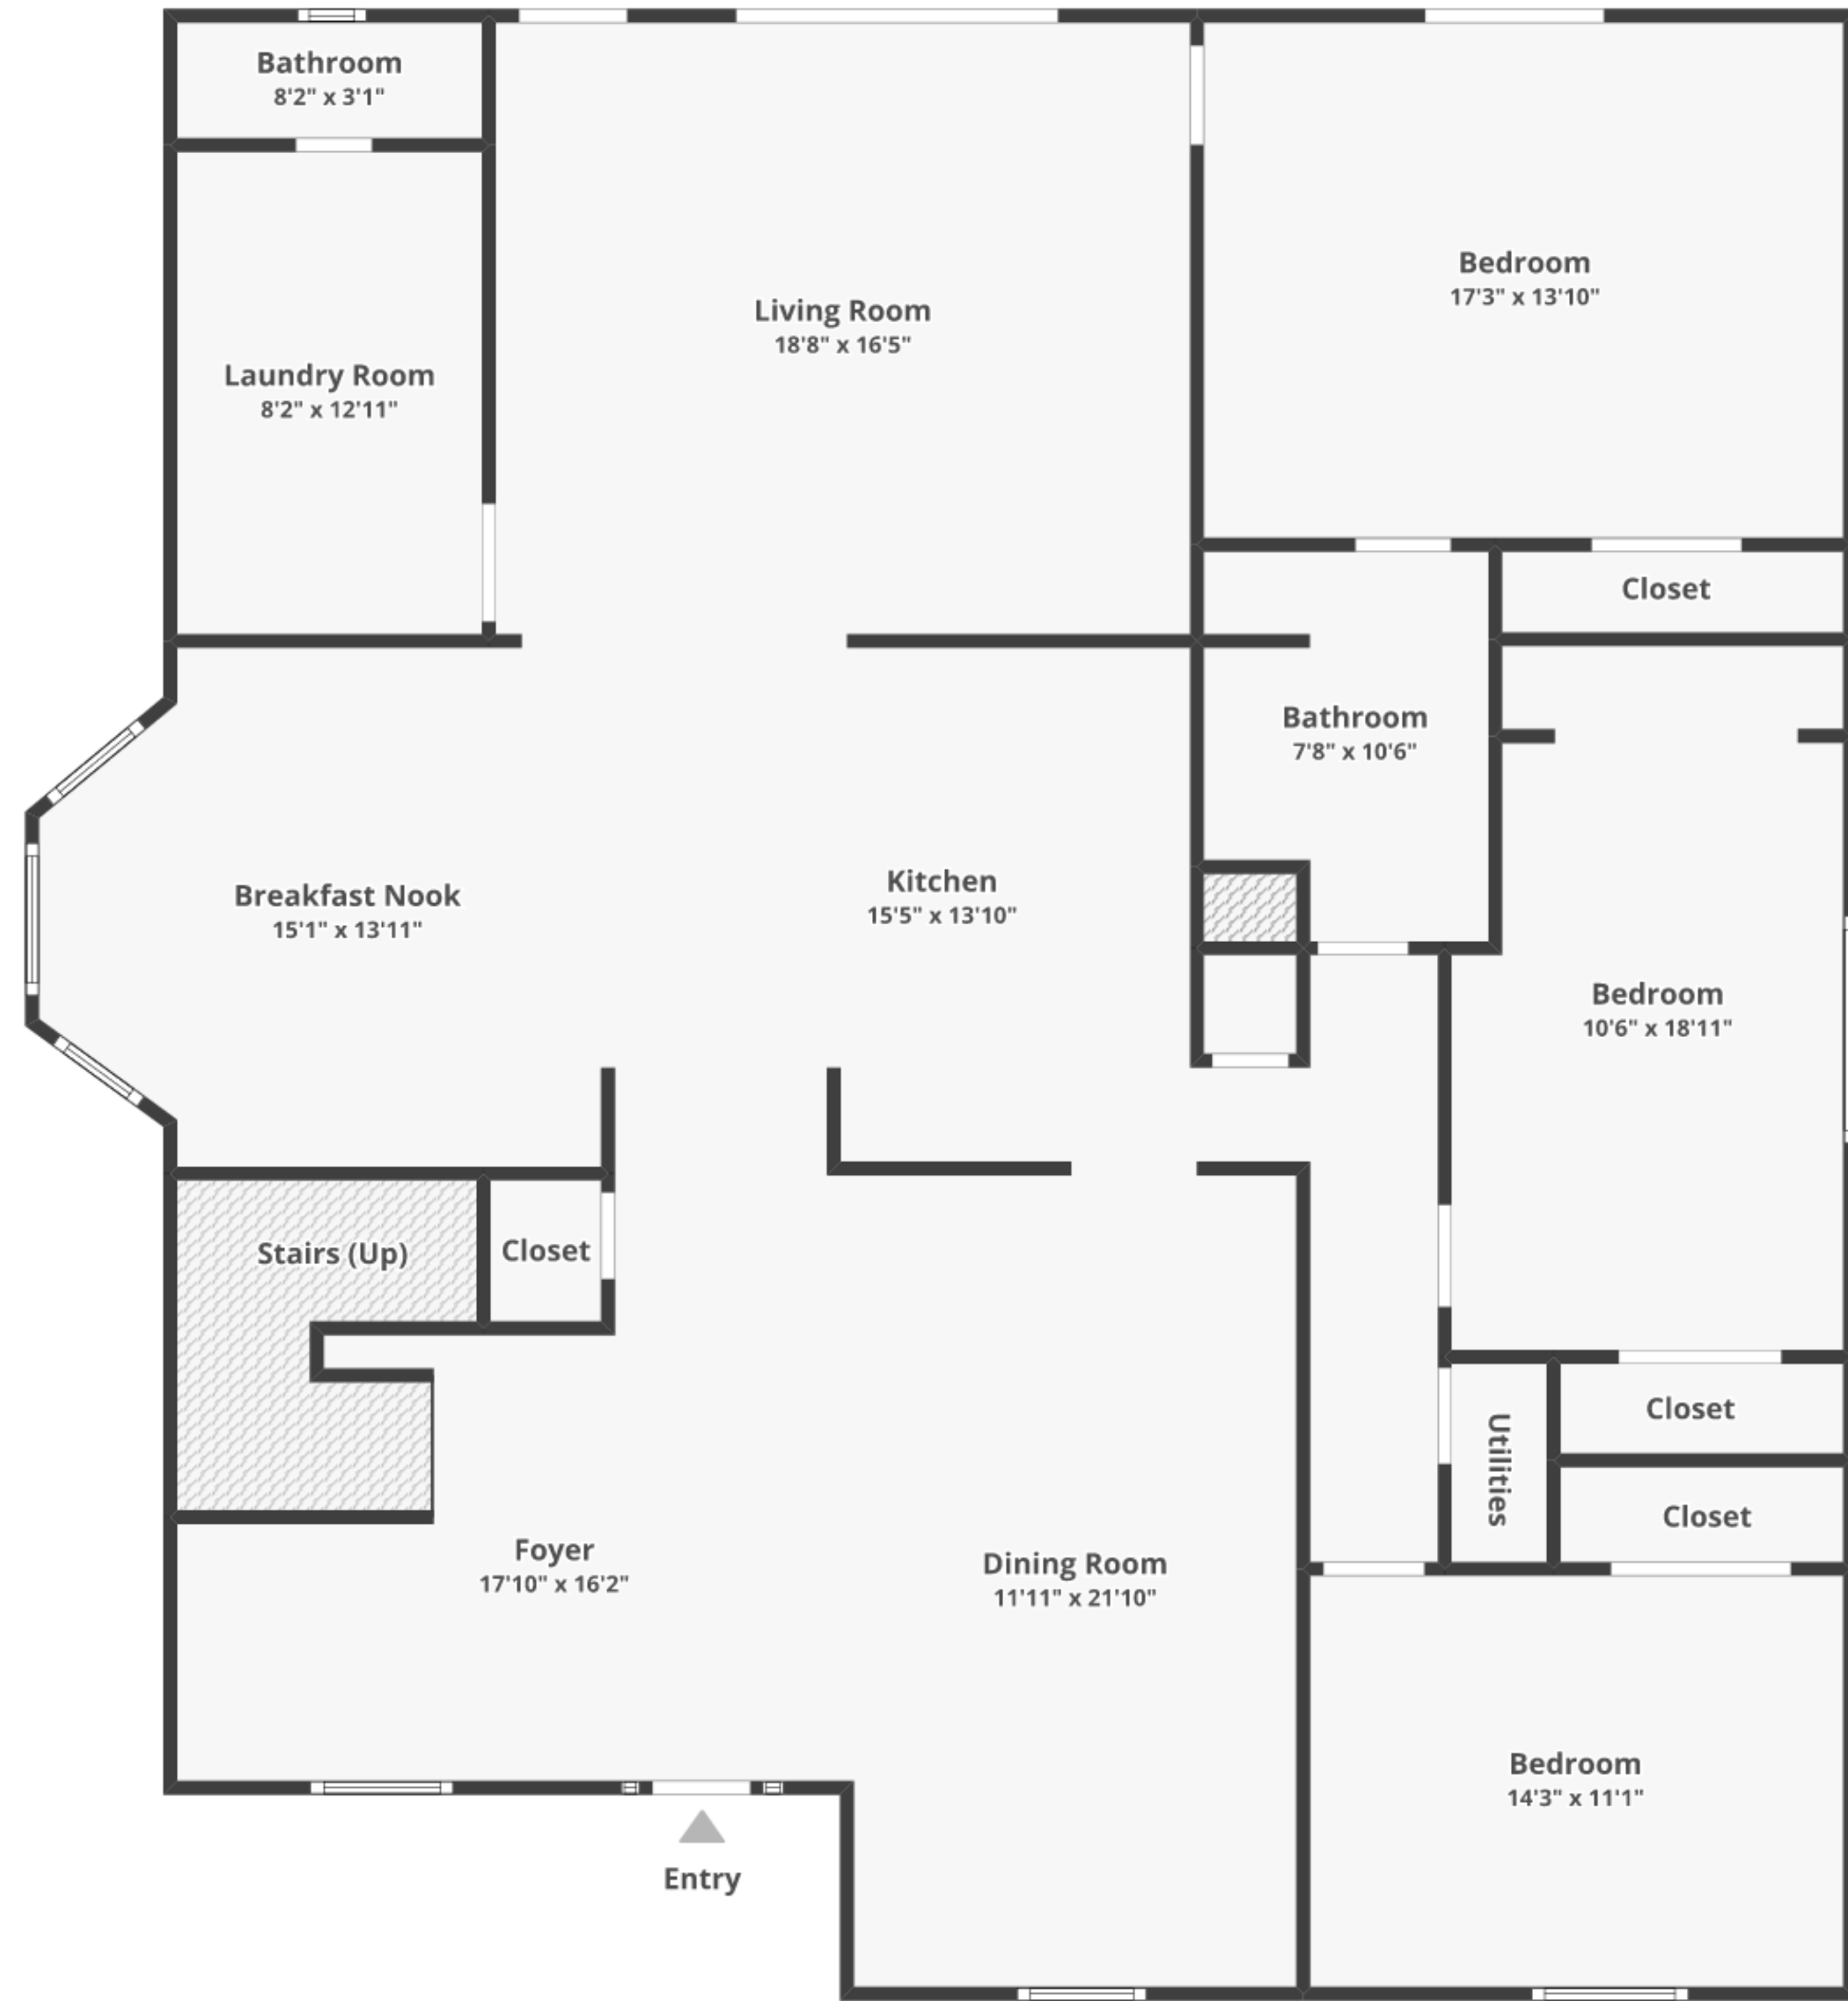 Bathroom
8'2" x 3'1"
Living Room
18'8" x 16'5"
Bedroom
17'3" x 13'10"
Laundry Room
8'2" x 12'11"
Closet
Bathroom
7'8" x 10'6"
Breakfast Nook
15'1" x 13'11"
Kitchen
15'5" x 13'10"
Bedroom
10'6" x 18'11"
Stairs (Up)
Closet
Closet
Utilities
Closet
Foyer
17'10" x 16'2"
Dining Room
11'11" x 21'10"
Bedroom
14'3" x 11'1"
Entry